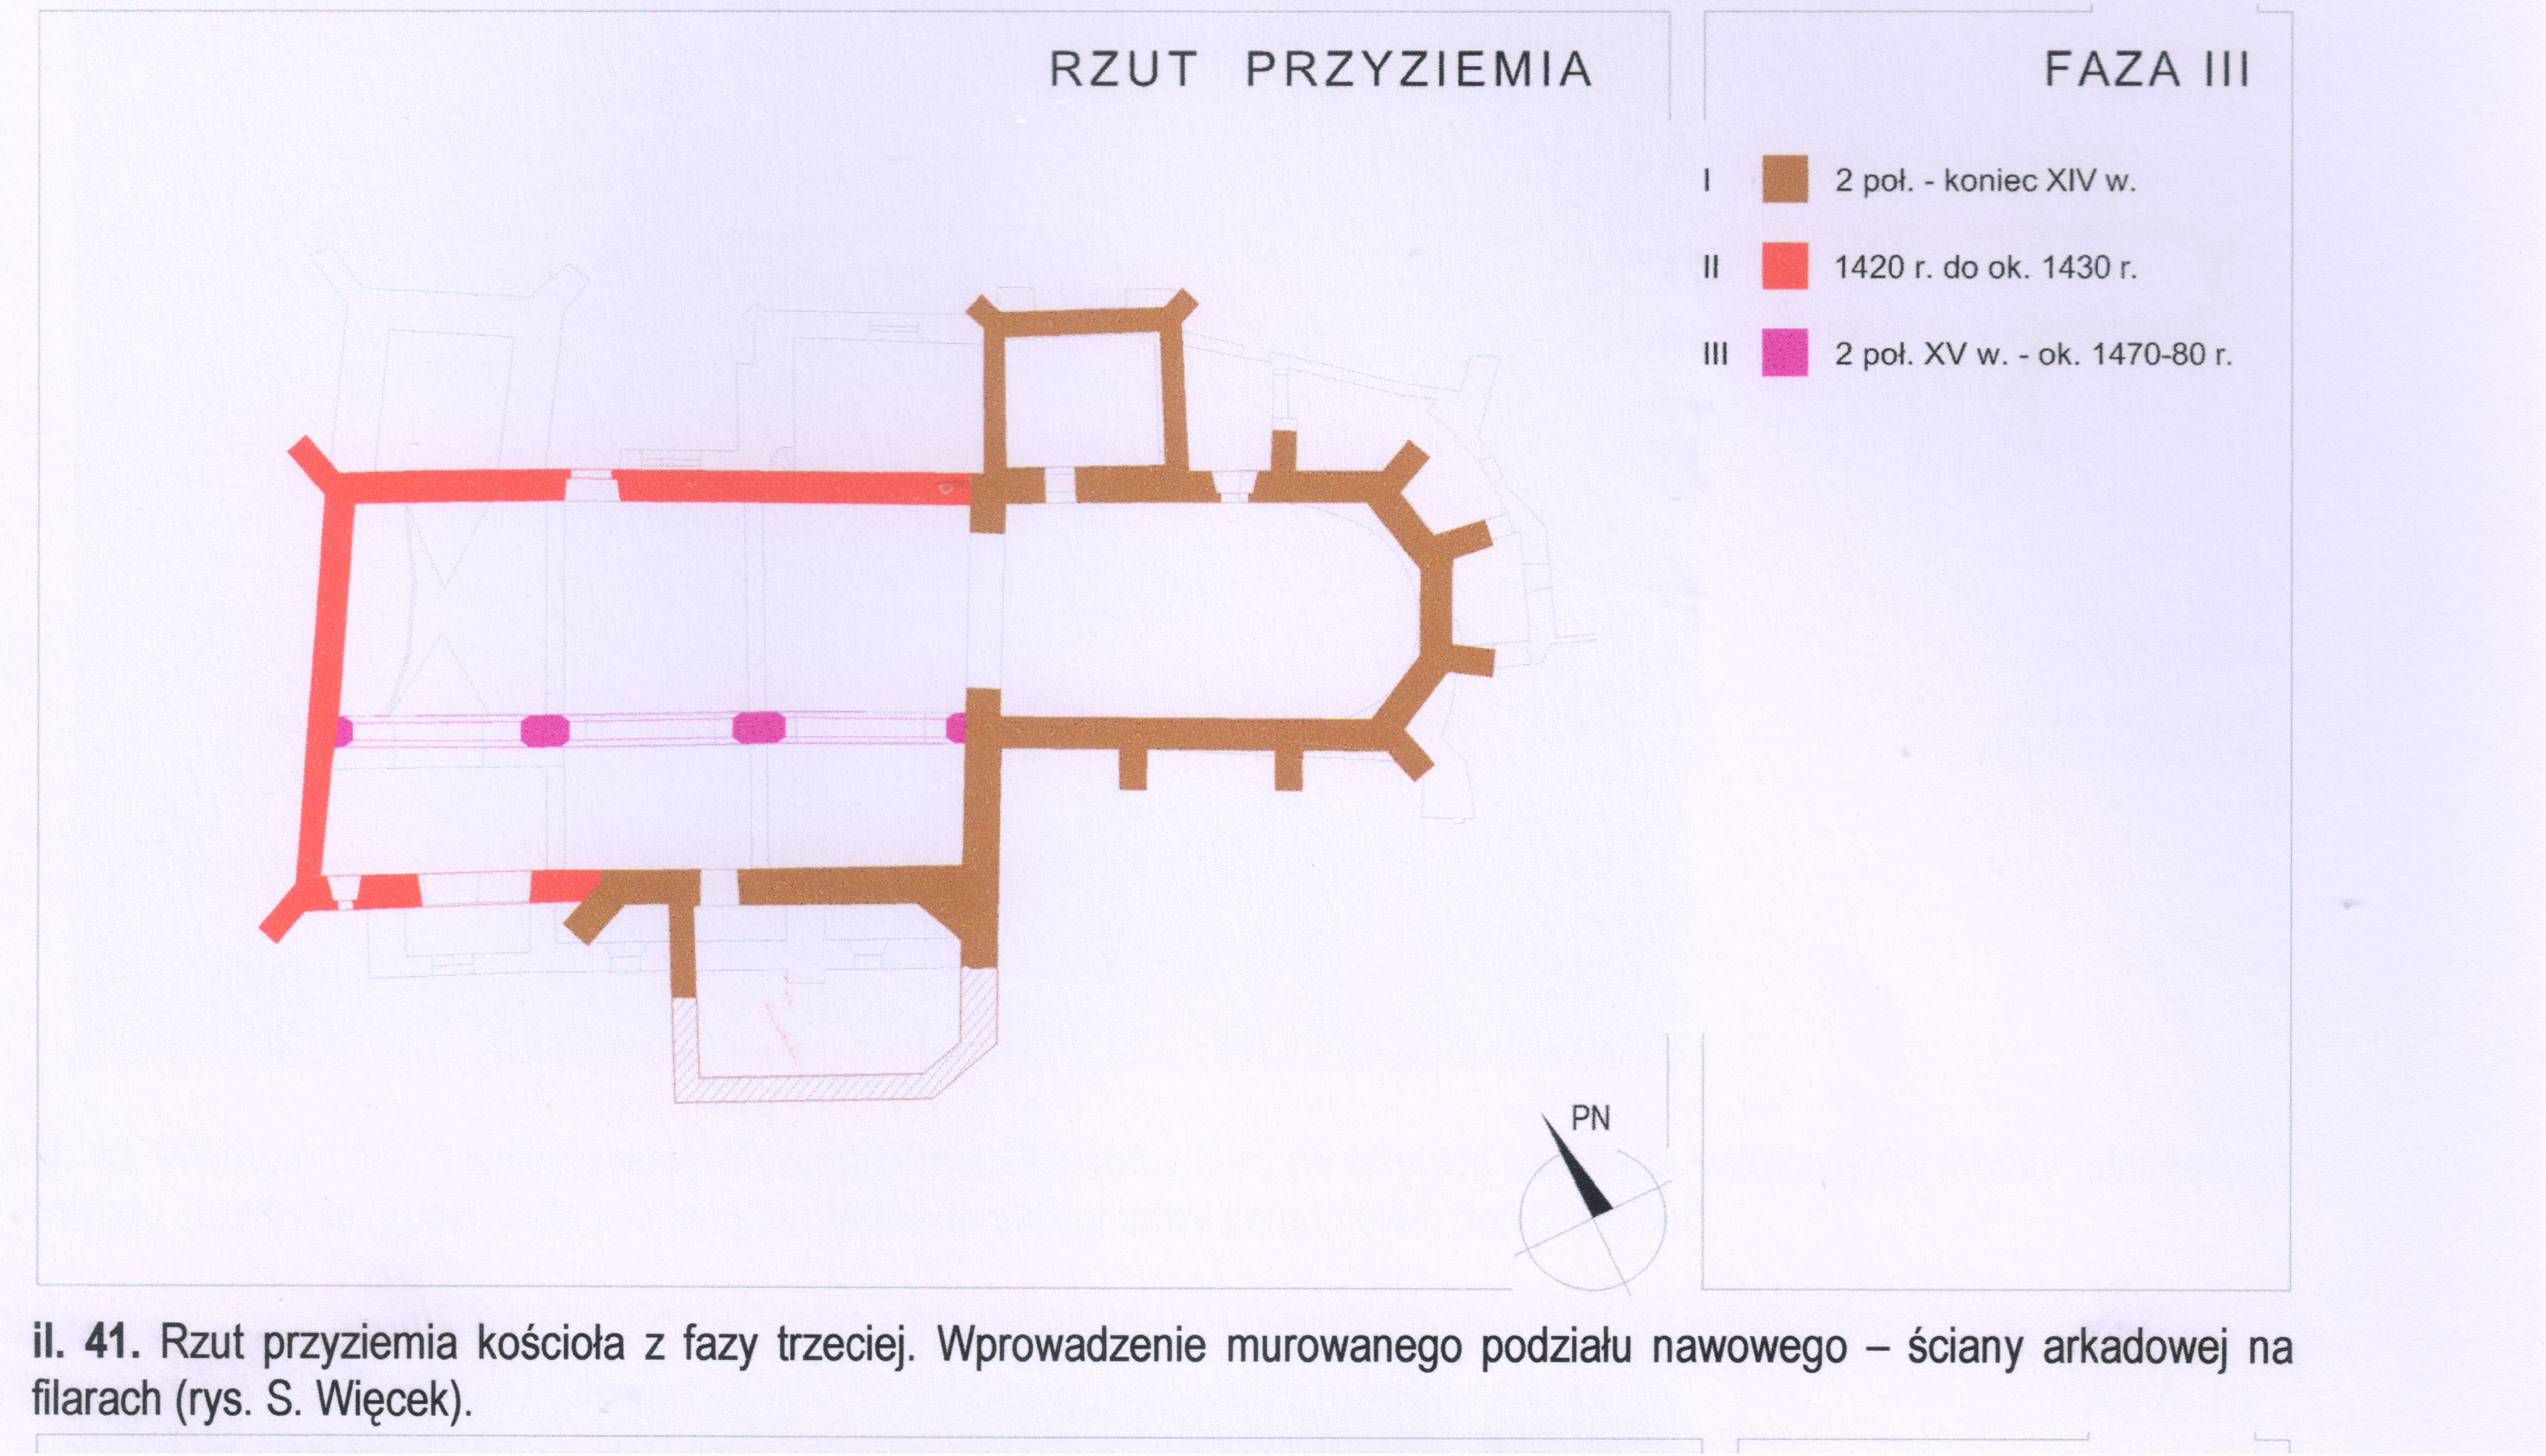 RZUT PRZYZIEMIA
FAZA III
I 2 poł. - koniec XIV w.
II 1420 r. do ok. 1430 r.
III 2 poł. XV w. - ok. 1470-80 r.
PN
il. 41. Rzut przyziemia kościoła z fazy trzeciej. Wprowadzenie murowanego podziału nawowego – ściany arkadowej na
filarach (rys. S. Więcek).